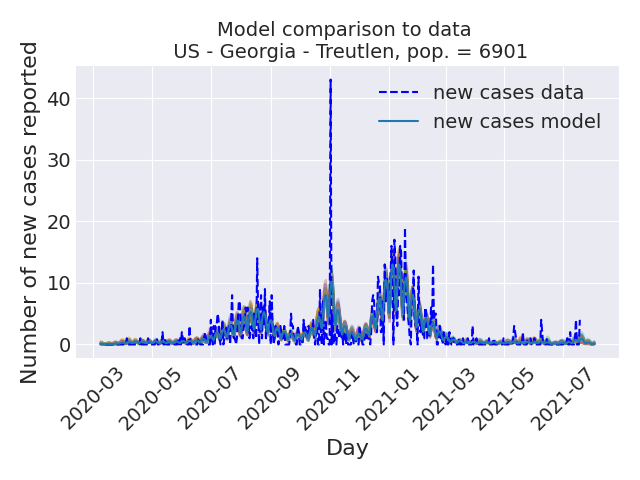 Model comparison to data
US - Georgia - Treutlen, pop. = 6901
Number of new cases reported
40
30
20
10
0
new cases data
new cases model
2020-03
2020-05
2020-07
2020-09
2020-11
2021-01
2021-03
2021-05
2021-07
Day